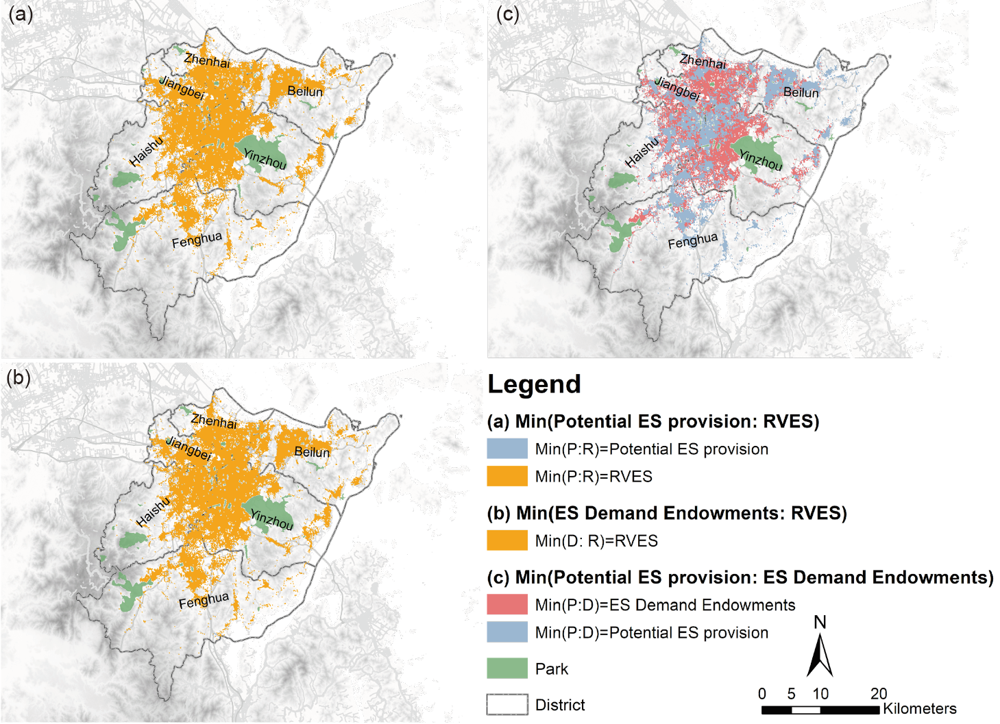 (a)
Zhenhai
Jiangbei
Beilun
Haishu
Yinzhou
Fenghua
(c)
Zhenhai
Jiangbei
Beilun
Haishu
Yinzhou
Fenghua
(b)
Zhenhai
Jiangbei
Beilun
Haishu
Yinzhou
Fenghua
Legend
(a) Min(Potential ES provision: RVES)
Min(P:R)=Potential ES provision
Min(P:R)=RVES
(b) Min(ES Demand Endowments: RVES)
Min(D: R)=RVES
(c) Min(Potential ES provision: ES Demand Endowments)
Min(P:D)=ES Demand Endowments
Min(P:D)=Potential ES provision
Park
District
N
0 5 10 20
Kilometers